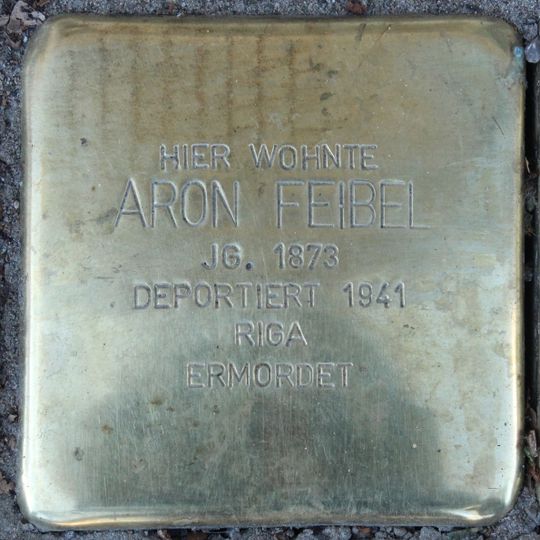 HIER WOHNTE
ARON FEIBEL
JG. 1873
DEPORTIERT 1941
RIGA
ERMORDET